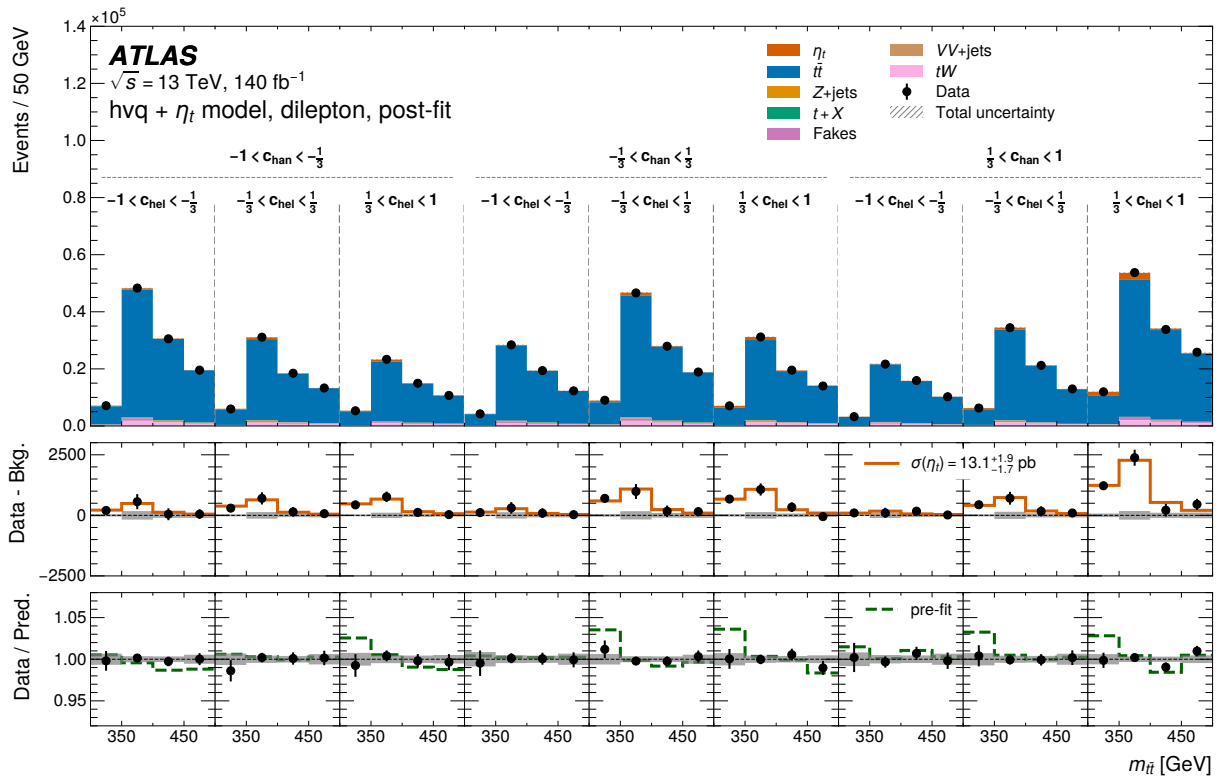 ×10⁵
ATLAS
√s = 13 TeV, 140 fb⁻¹
hvq + ηₜ model, dilepton, post-fit
ηₜ
tt̄
Z+jets
t + X
Fakes
VV+jets
tW
Data
Total uncertainty
Events / 50 GeV
1.4
1.2
1.0
0.8
0.6
0.4
0.2
0.0
−1 < c_han < −1/3
−1/3 < c_han < 1/3
1/3 < c_han < 1
−1 < c_hel < −1/3
−1/3 < c_hel < 1/3
1/3 < c_hel < 1
−1 < c_hel < −1/3
−1/3 < c_hel < 1/3
1/3 < c_hel < 1
−1 < c_hel < −1/3
−1/3 < c_hel < 1/3
1/3 < c_hel < 1
Data - Bkg.
2500
0
−2500
σ(ηₜ) = 13.1 +1.9 −1.7 pb
Data / Pred.
1.05
1.00
0.95
pre-fit
350 450 350 450 350 450 350 450 350 450 350 450 350 450 350 450 350 450
m_tt̄ [GeV]